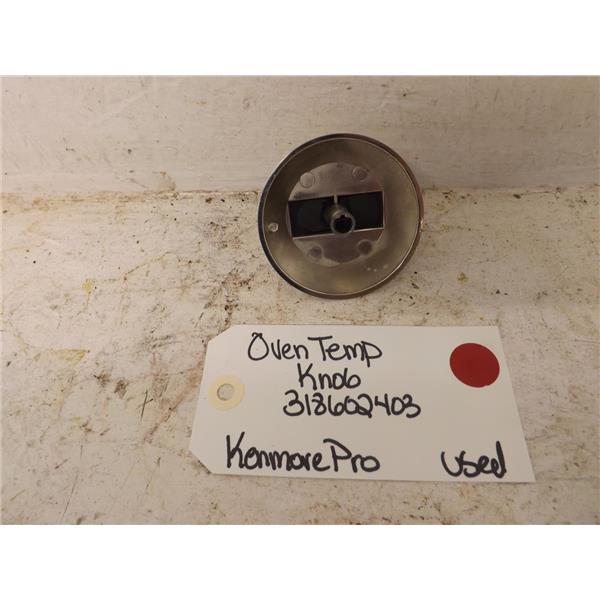 Oven Temp
Knob
318602403
Kenmore Pro used